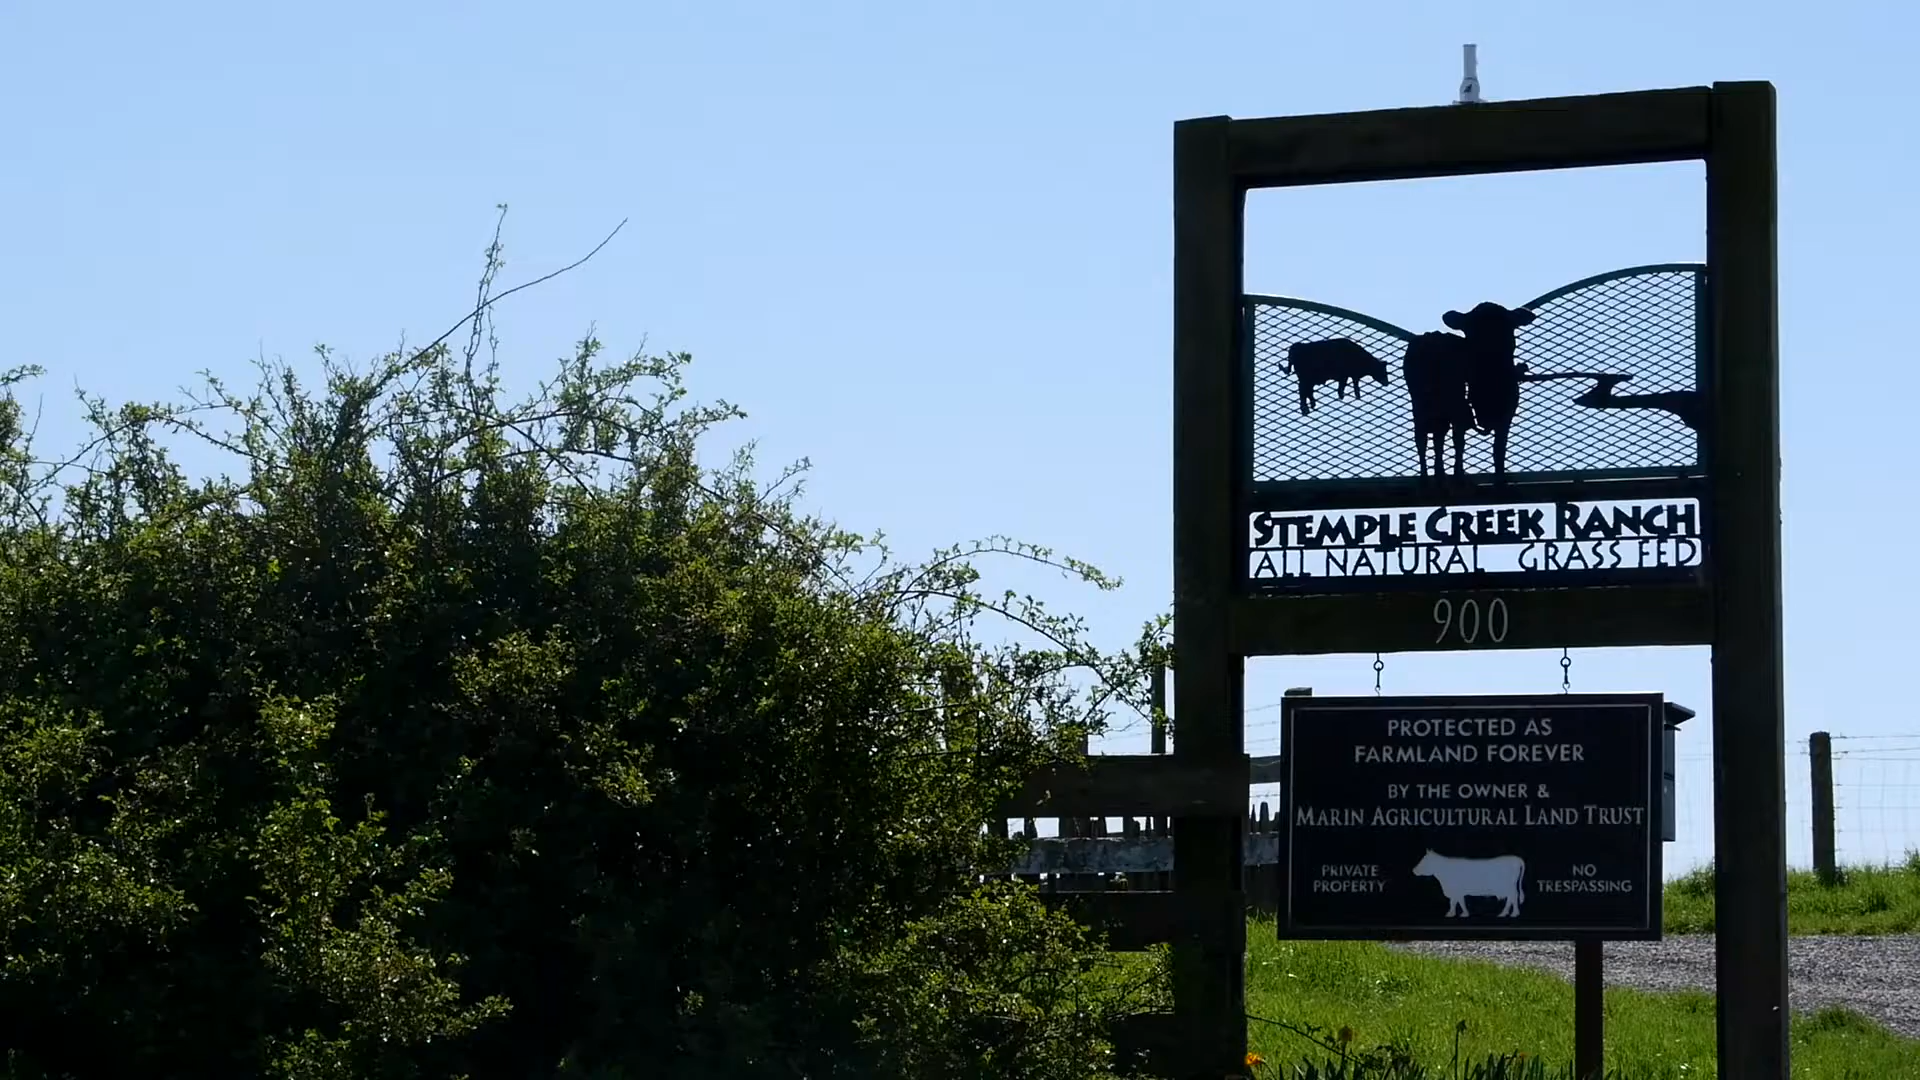 STEMPLE CREEK RANCH
ALL NATURAL GRASS FED
900
PROTECTED AS
FARMLAND FOREVER
BY THE OWNER &
MARIN AGRICULTURAL LAND TRUST
PRIVATE
PROPERTY
NO
TRESPASSING